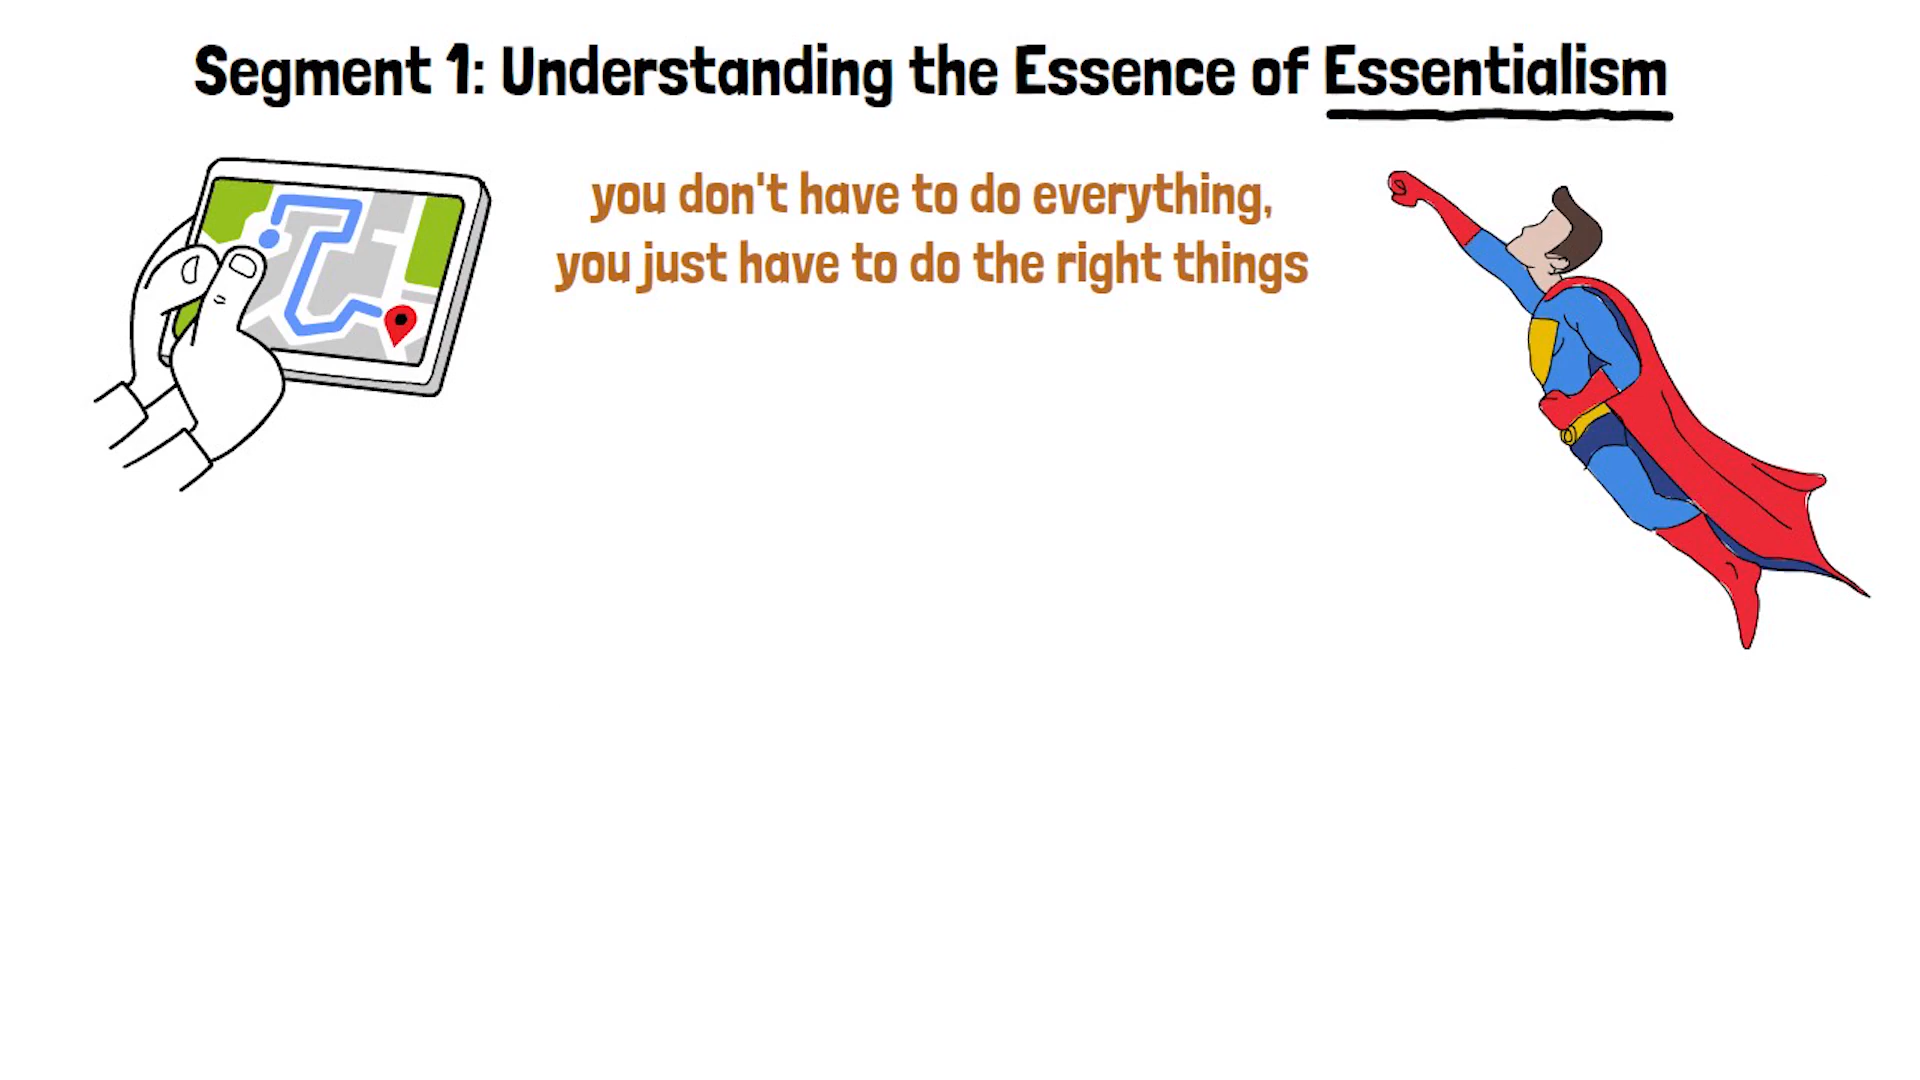 Segment 1: Understanding the Essence of Essentialism
you don't have to do everything,
you just have to do the right things